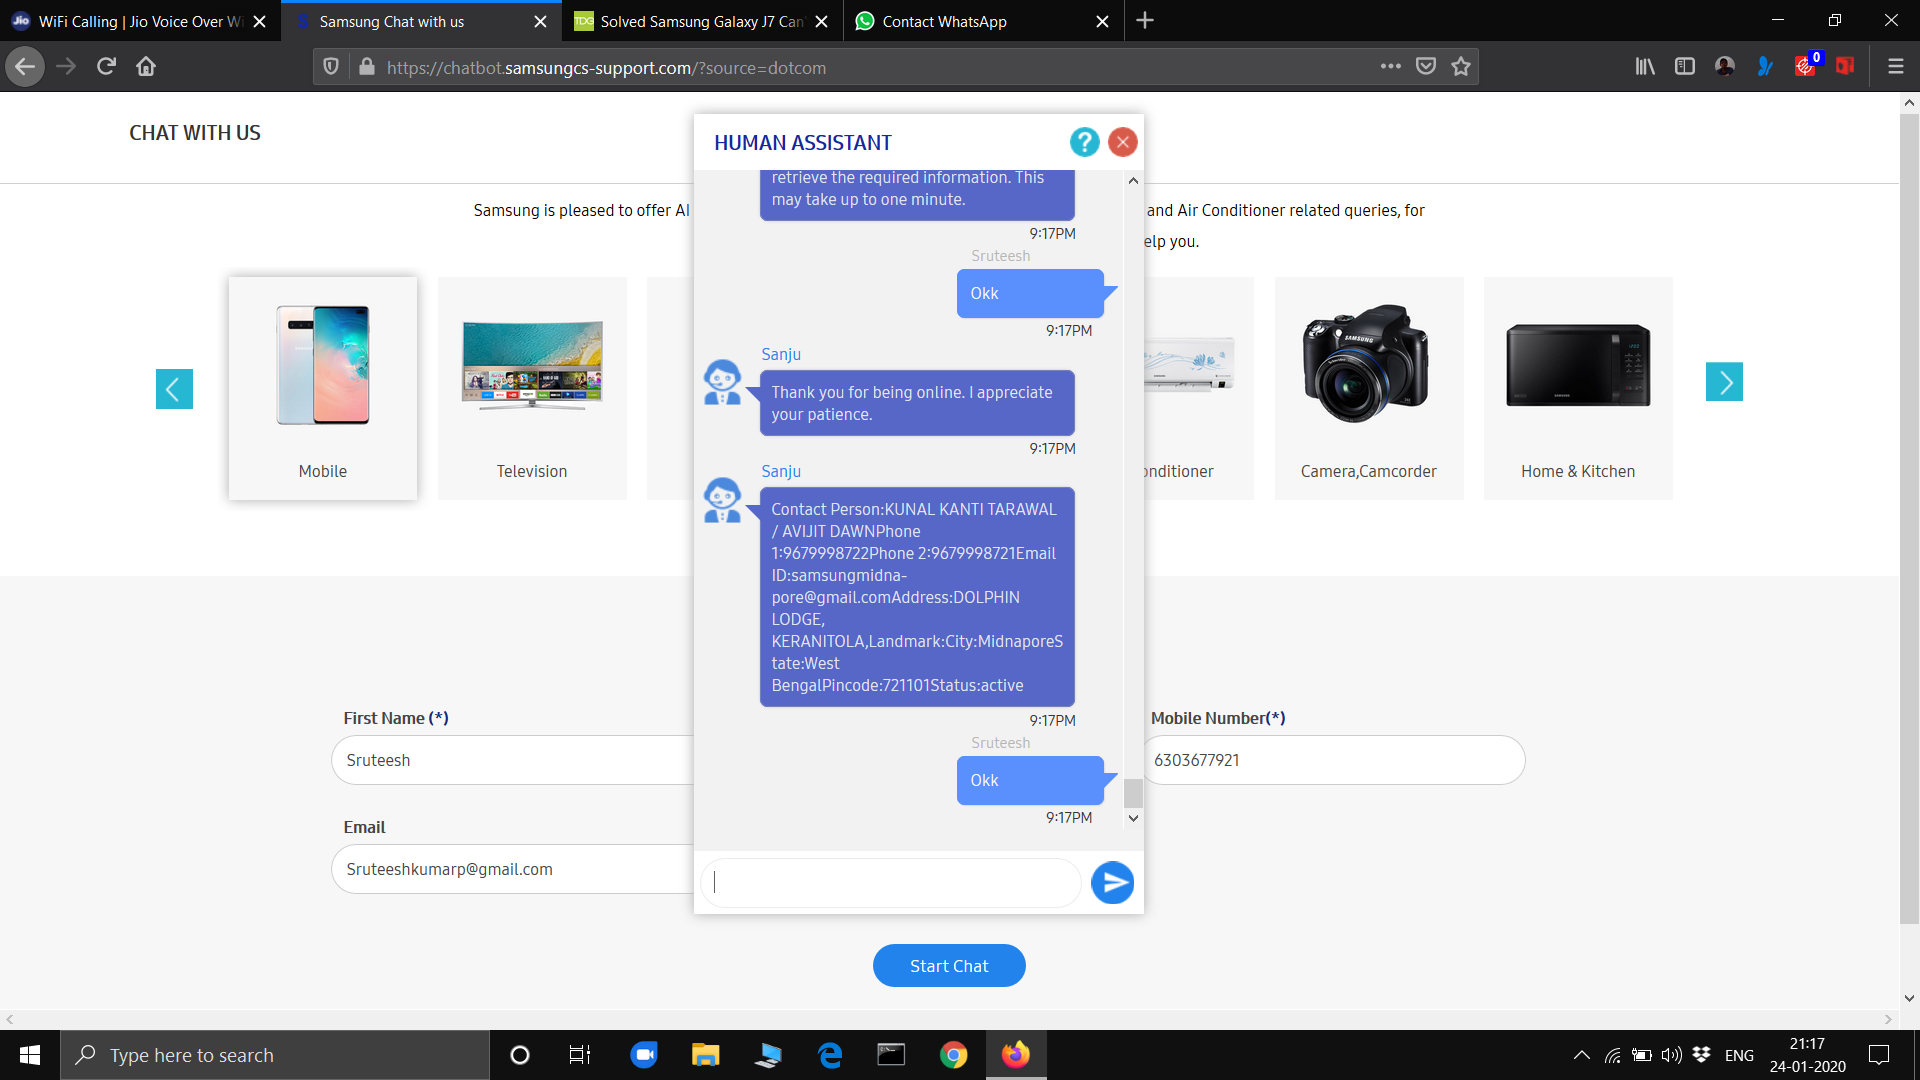 WiFi Calling | Jio Voice Over Wi
Samsung Chat with us
Solved Samsung Galaxy J7 Can'
Contact WhatsApp
https://chatbot.samsungcs-support.com/?source=dotcom
0
CHAT WITH US
Samsung is pleased to offer AI
and Air Conditioner related queries, for
elp you.
Mobile
Television
onditioner
Camera,Camcorder
Home & Kitchen
HUMAN ASSISTANT
retrieve the required information. This
may take up to one minute.
9:17PM
Sruteesh
Okk
9:17PM
Sanju
Thank you for being online. I appreciate
your patience.
9:17PM
Sanju
Contact Person:KUNAL KANTI TARAWAL
/ AVIJIT DAWNPhone
1:9679998722Phone 2:9679998721Email
ID:samsungmidna-
pore@gmail.comAddress:DOLPHIN
LODGE,
KERANITOLA,Landmark:City:MidnaporeS
tate:West
BengalPincode:721101Status:active
9:17PM
Sruteesh
Okk
9:17PM
First Name (*)
Sruteesh
Mobile Number(*)
6303677921
Email
Sruteeshkumarp@gmail.com
Start Chat
Type here to search
ENG
21:17
24-01-2020